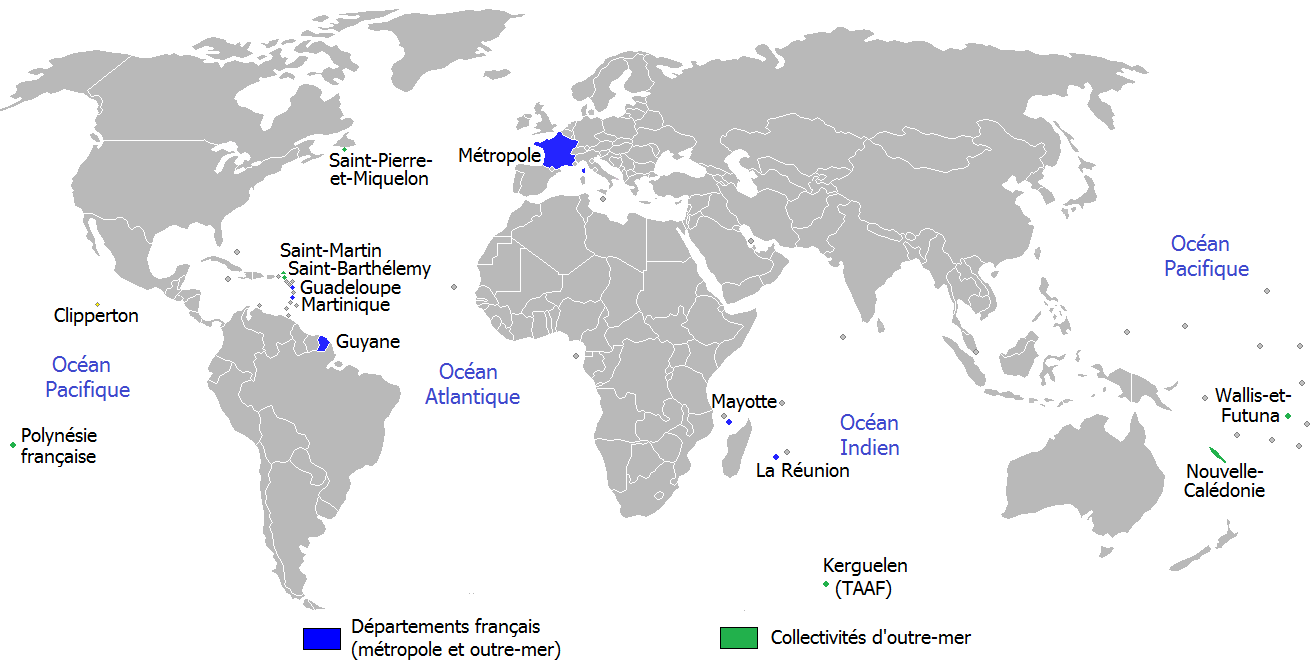 Métropole
Saint-Pierre-
et-Miquelon
Saint-Martin
Saint-Barthélemy
Guadeloupe
Martinique
Clipperton
Guyane
Océan
Pacifique
Océan
Pacifique
Océan
Atlantique
Mayotte
Wallis-et-
Futuna
Océan
Indien
Polynésie
française
La Réunion
Nouvelle-
Calédonie
Kerguelen
(TAAF)
Départements français
(métropole et outre-mer)
Collectivités d'outre-mer